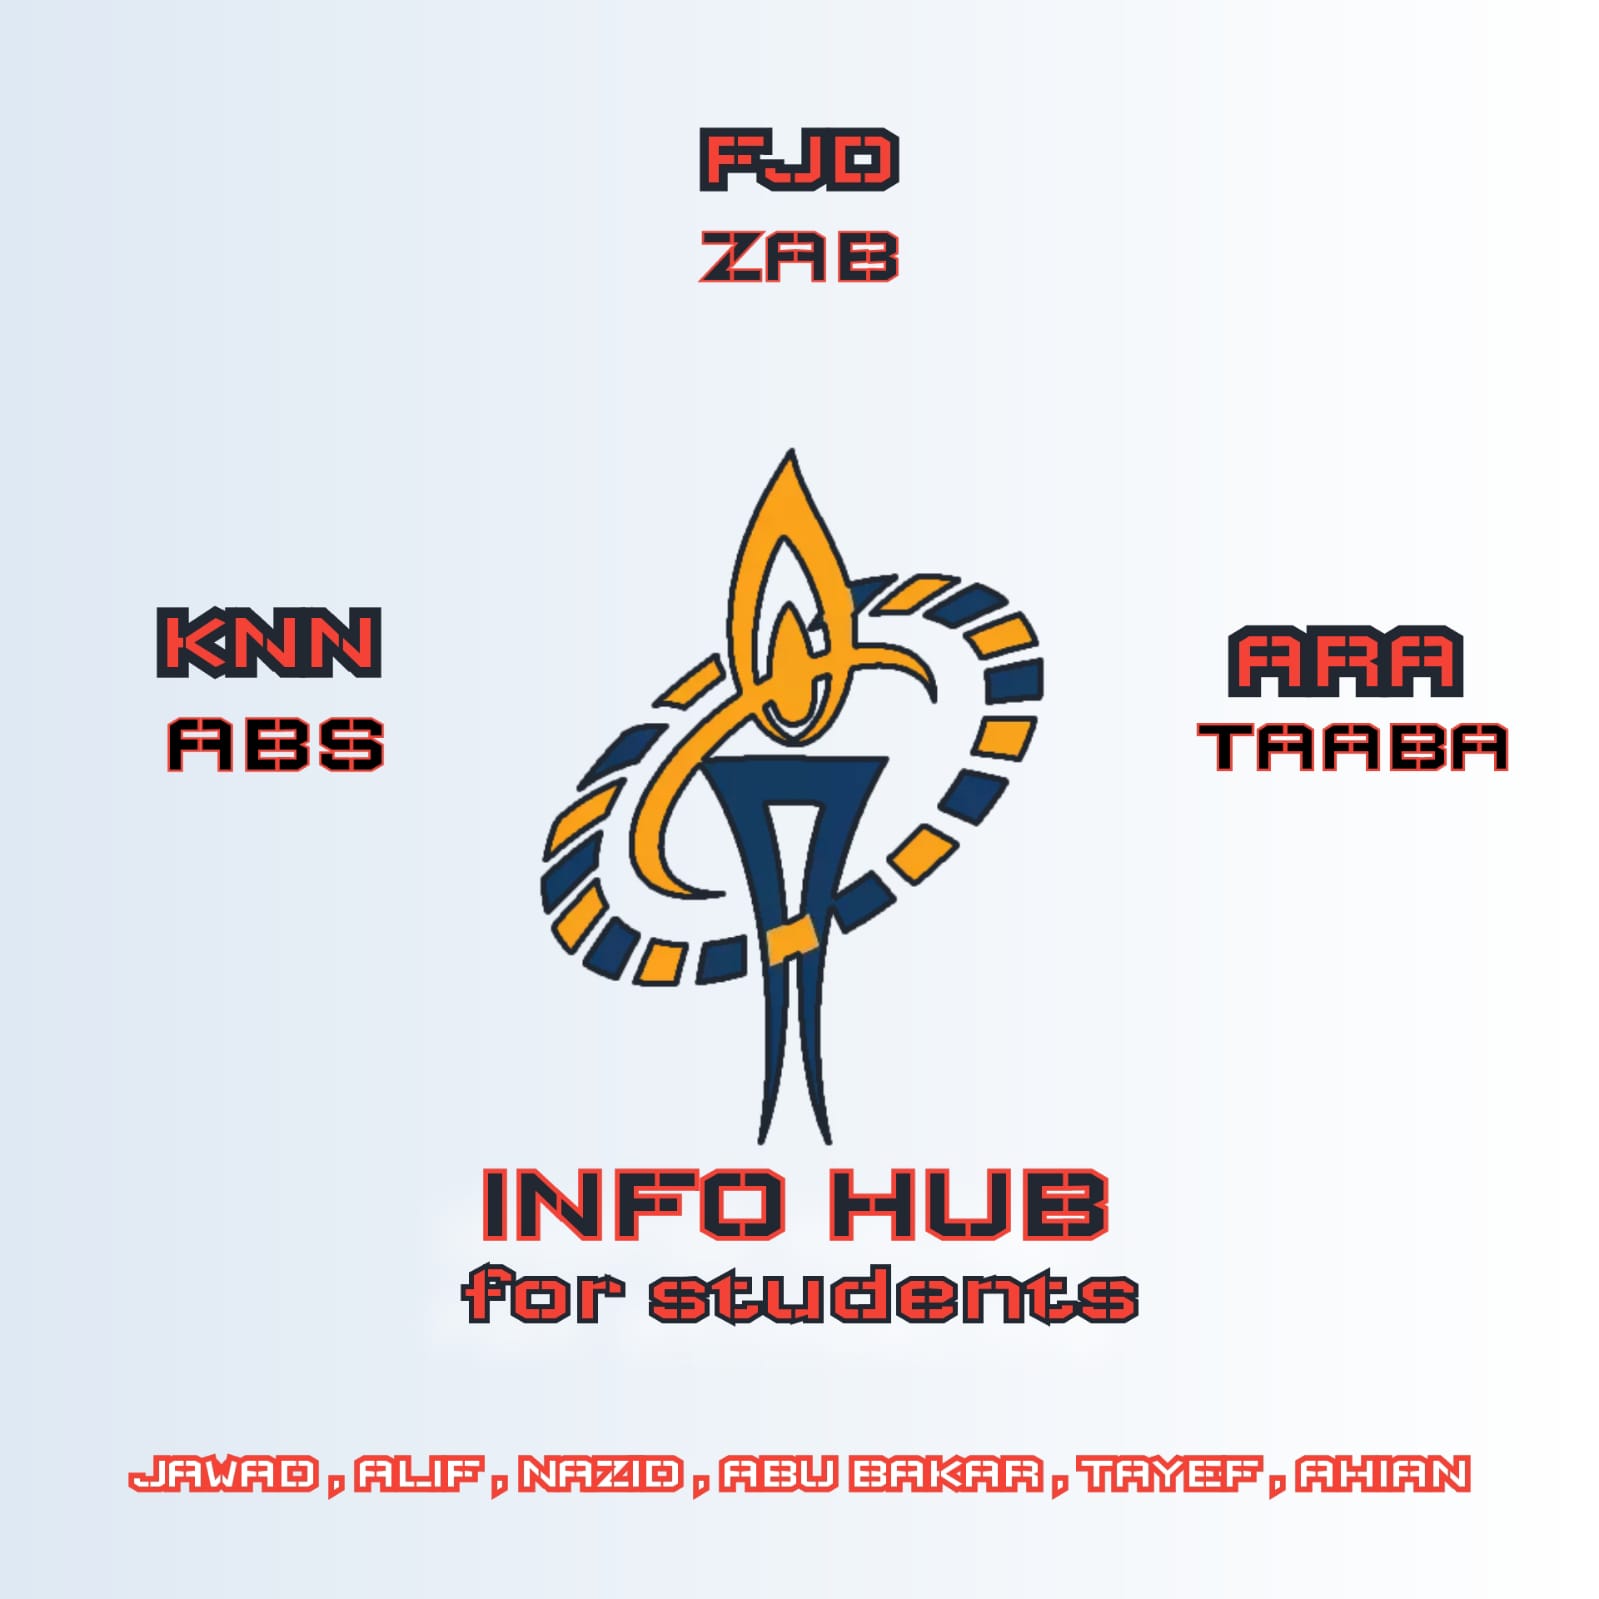 FJD
ZAB
KNN
ABS
ARA
TAABA
INFO HUB
for students
JAWAD, ALIF, NAZID, ABU BAKAR, TAYEF, AHIAN